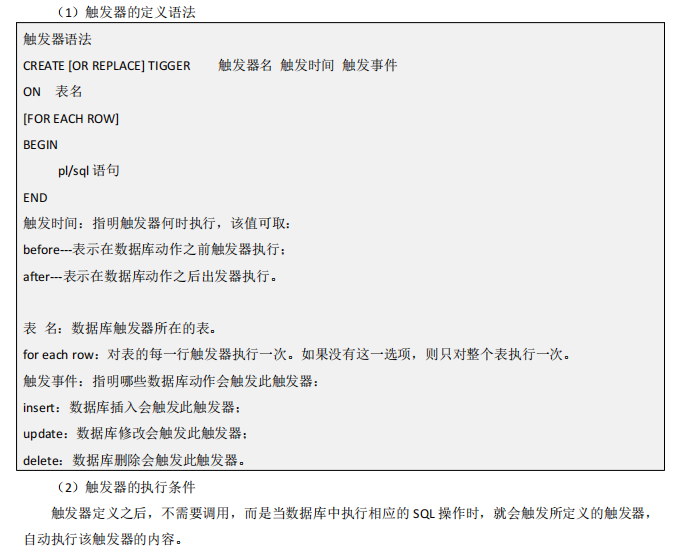 （1）触发器的定义语法
触发器语法
CREATE [OR REPLACE] TIGGER 触发器名 触发时间 触发事件
ON 表名
[FOR EACH ROW]
BEGIN
pl/sql 语句
END
触发时间：指明触发器何时执行，该值可取：
before---表示在数据库动作之前触发器执行；
after---表示在数据库动作之后出发器执行。
表 名：数据库触发器所在的表。
for each row：对表的每一行触发器执行一次。如果没有这一选项，则只对整个表执行一次。
触发事件：指明哪些数据库动作会触发此触发器：
insert：数据库插入会触发此触发器；
update：数据库修改会触发此触发器；
delete：数据库删除会触发此触发器。
（2）触发器的执行条件
触发器定义之后，不需要调用，而是当数据库中执行相应的 SQL 操作时，就会触发所定义的触发器，
自动执行该触发器的内容。